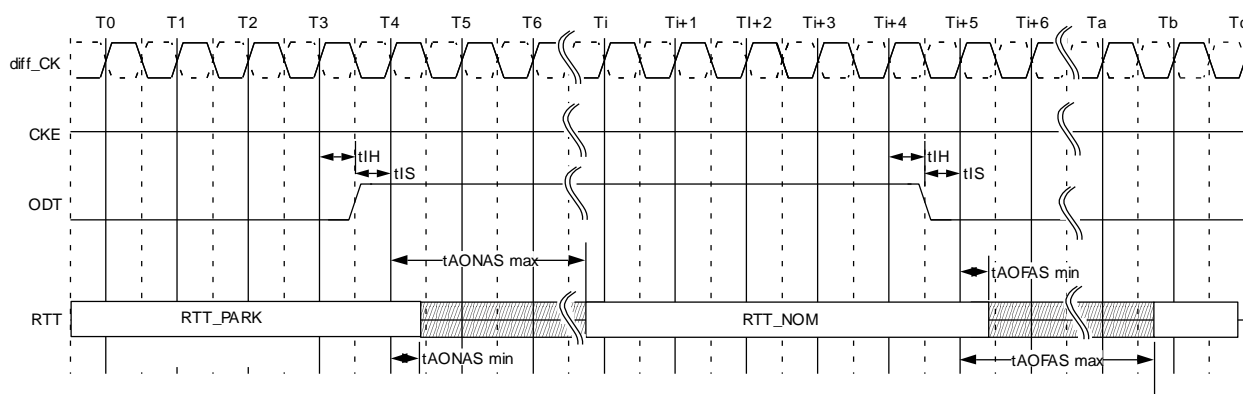 T0 T1 T2 T3 T4 T5 T6 Ti Ti+1 TI+2 Ti+3 Ti+4 Ti+5 Ti+6 Ta Tb
diff_CK
CKE
tIH tIH
tIS tIS
ODT
tAONAS max
tAOFAS min
RTT RTT_PARK RTT_NOM
tAONAS min
tAOFAS max